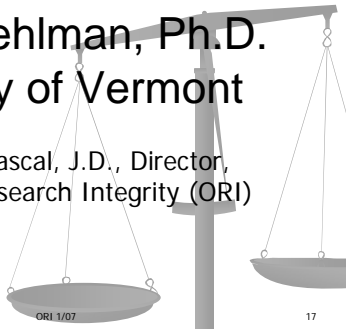 ehlman, Ph.D.
y of Vermont
ascal, J.D., Director,
search Integrity (ORI)
ORI 1/07
17